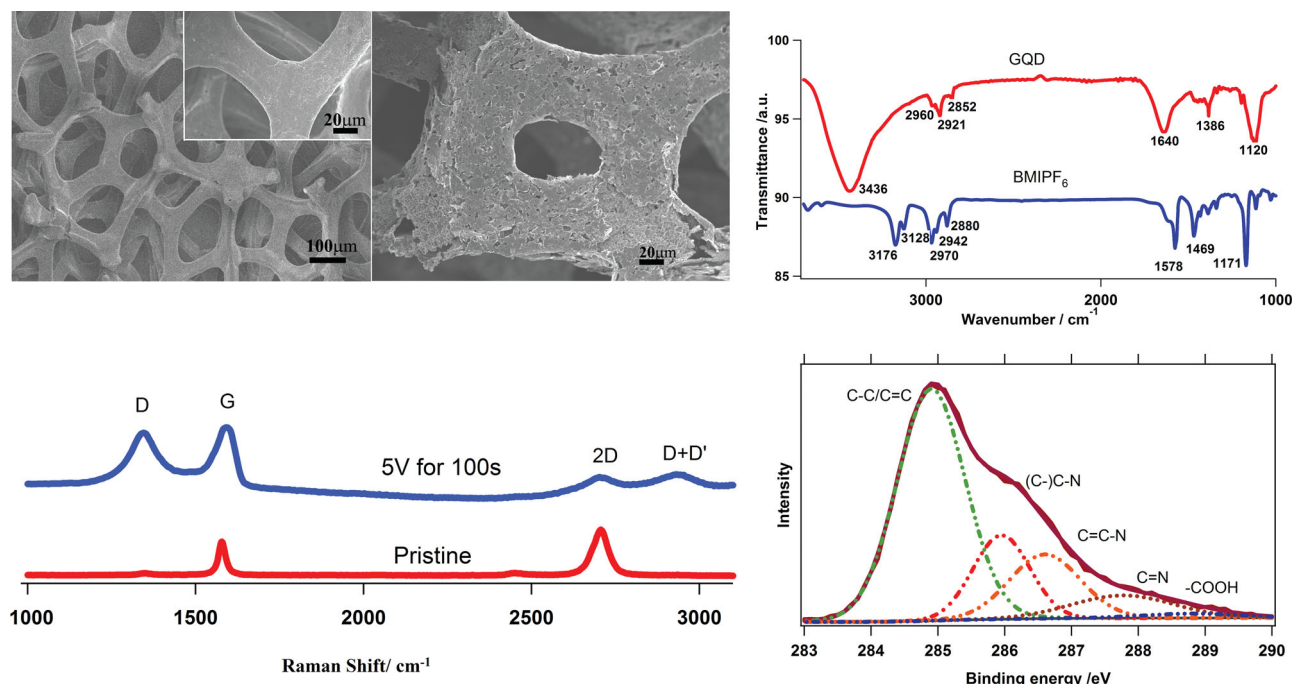 20µm
100µm
20µm
100
95
90
85
Transmittance /a.u.
GQD
2960
2921
2852
3436
1640
1386
1120
BMIPF₆
3176
3128
2970
2942
2880
1578
1469
1171
3000
2000
1000
Wavenumber / cm⁻¹
D
G
5V for 100s
2D
D+D'
Pristine
1000
1500
2000
2500
3000
Raman Shift/ cm⁻¹
Intensity
C-C/C=C
(C-)C-N
C=C-N
C=N
-COOH
283
284
285
286
287
288
289
290
Binding energy /eV